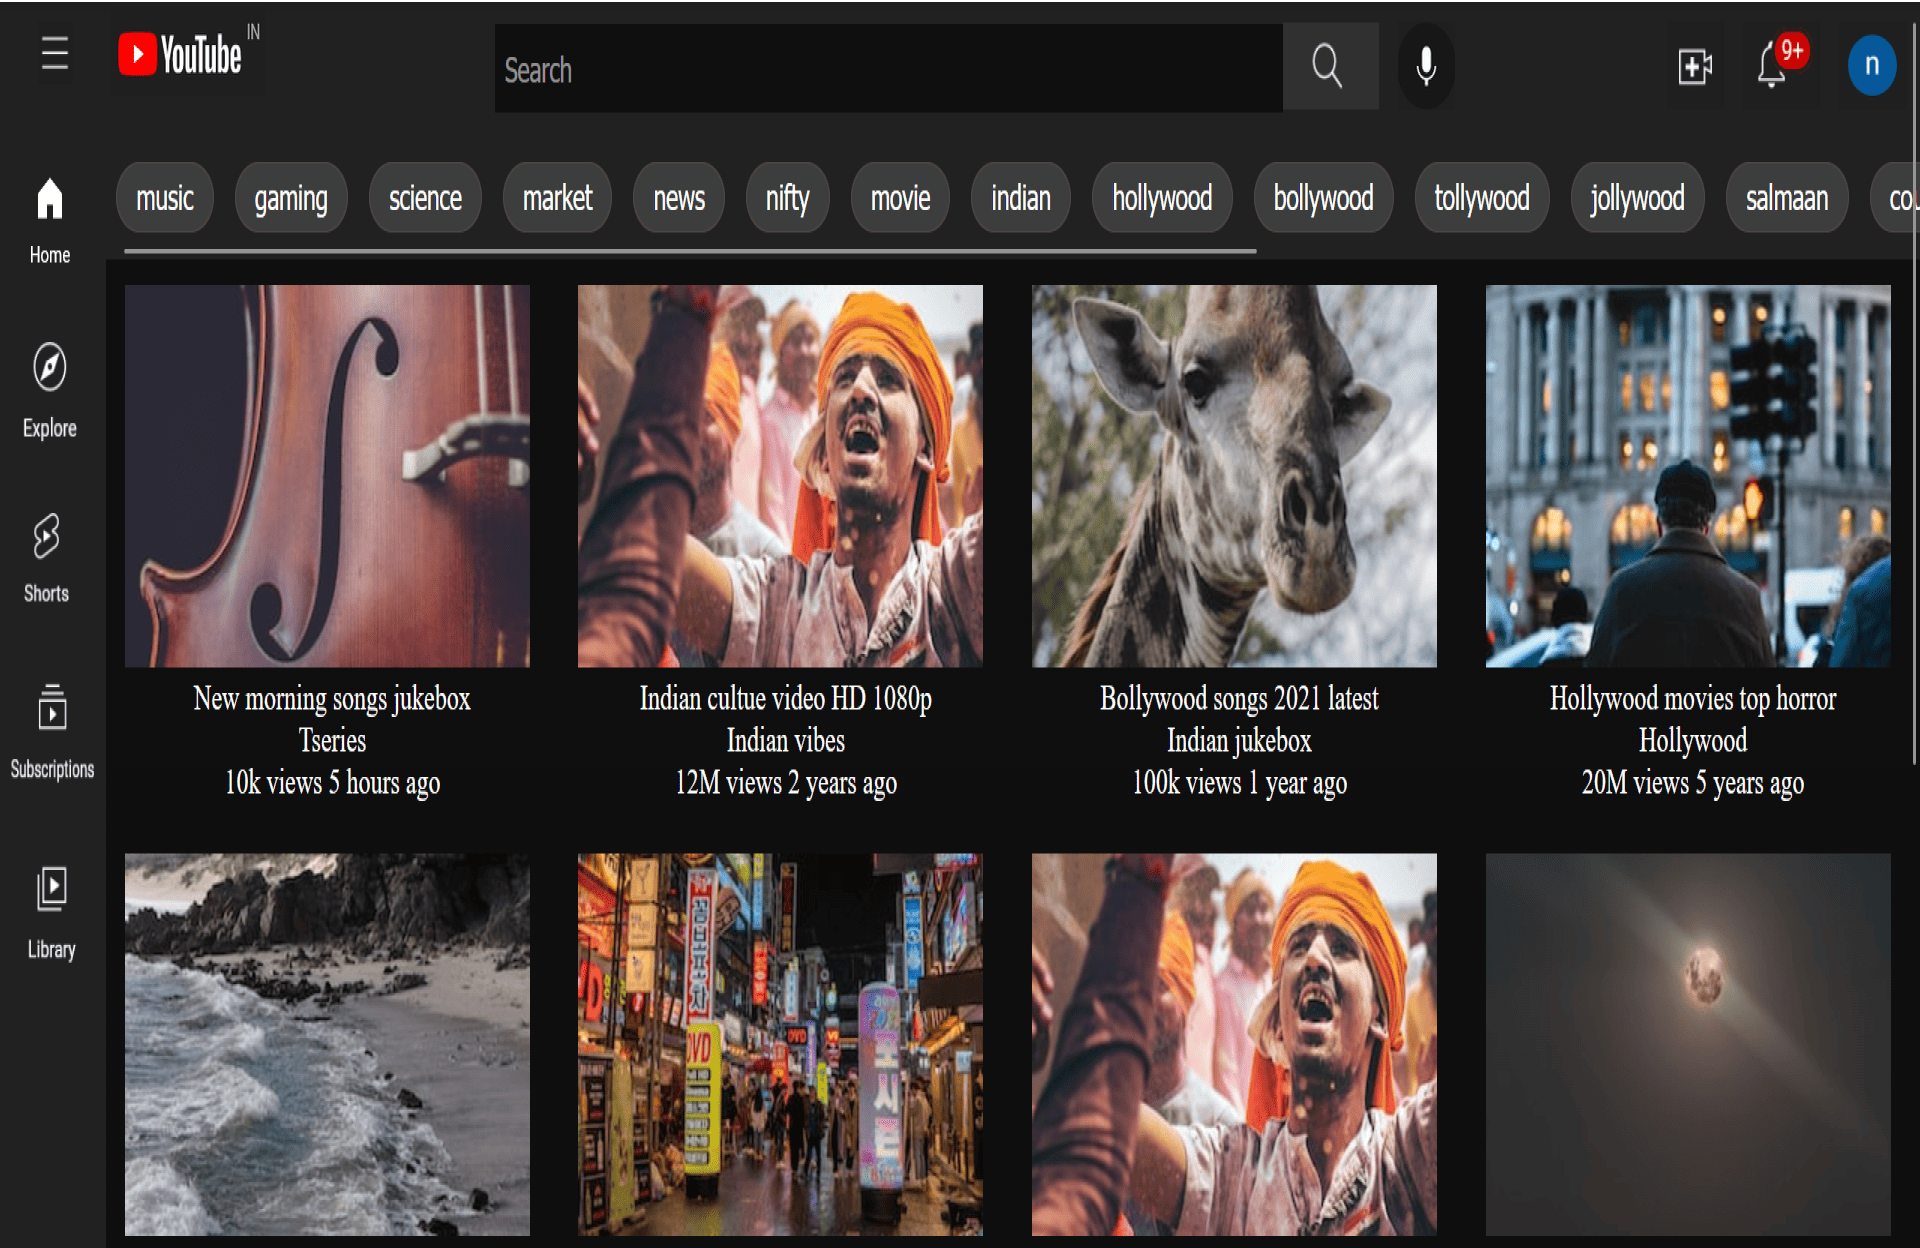 YouTube IN
Search
9+
n
music gaming science market news nifty movie indian hollywood bollywood tollywood jollywood salmaan cou
Home
Explore
Shorts
Subscriptions
Library
New morning songs jukebox
Tseries
10k views 5 hours ago
Indian cultue video HD 1080p
Indian vibes
12M views 2 years ago
Bollywood songs 2021 latest
Indian jukebox
100k views 1 year ago
Hollywood movies top horror
Hollywood
20M views 5 years ago
DVD